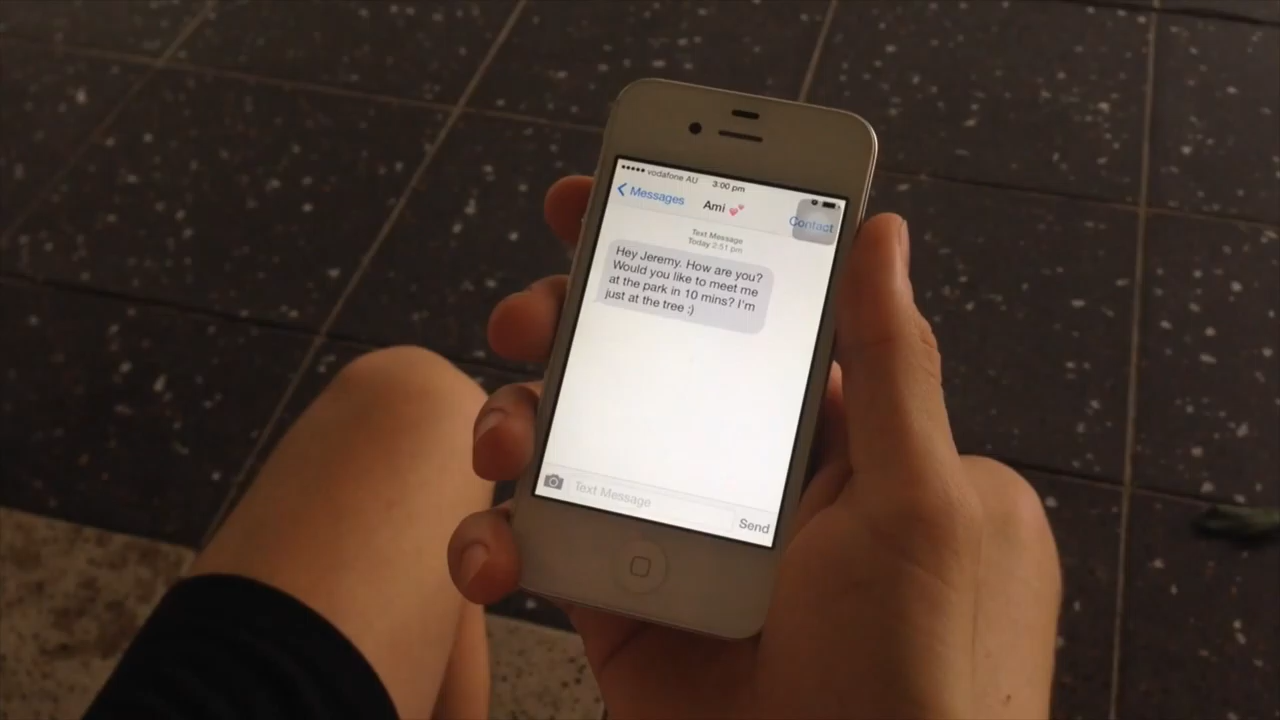 vodafone AU 3:00 pm
Messages Ami 💕 Contact
Text Message
Today 2:51 pm
Hey Jeremy. How are you?
Would you like to meet me
at the park in 10 mins? I'm
just at the tree ;)
Text Message Send